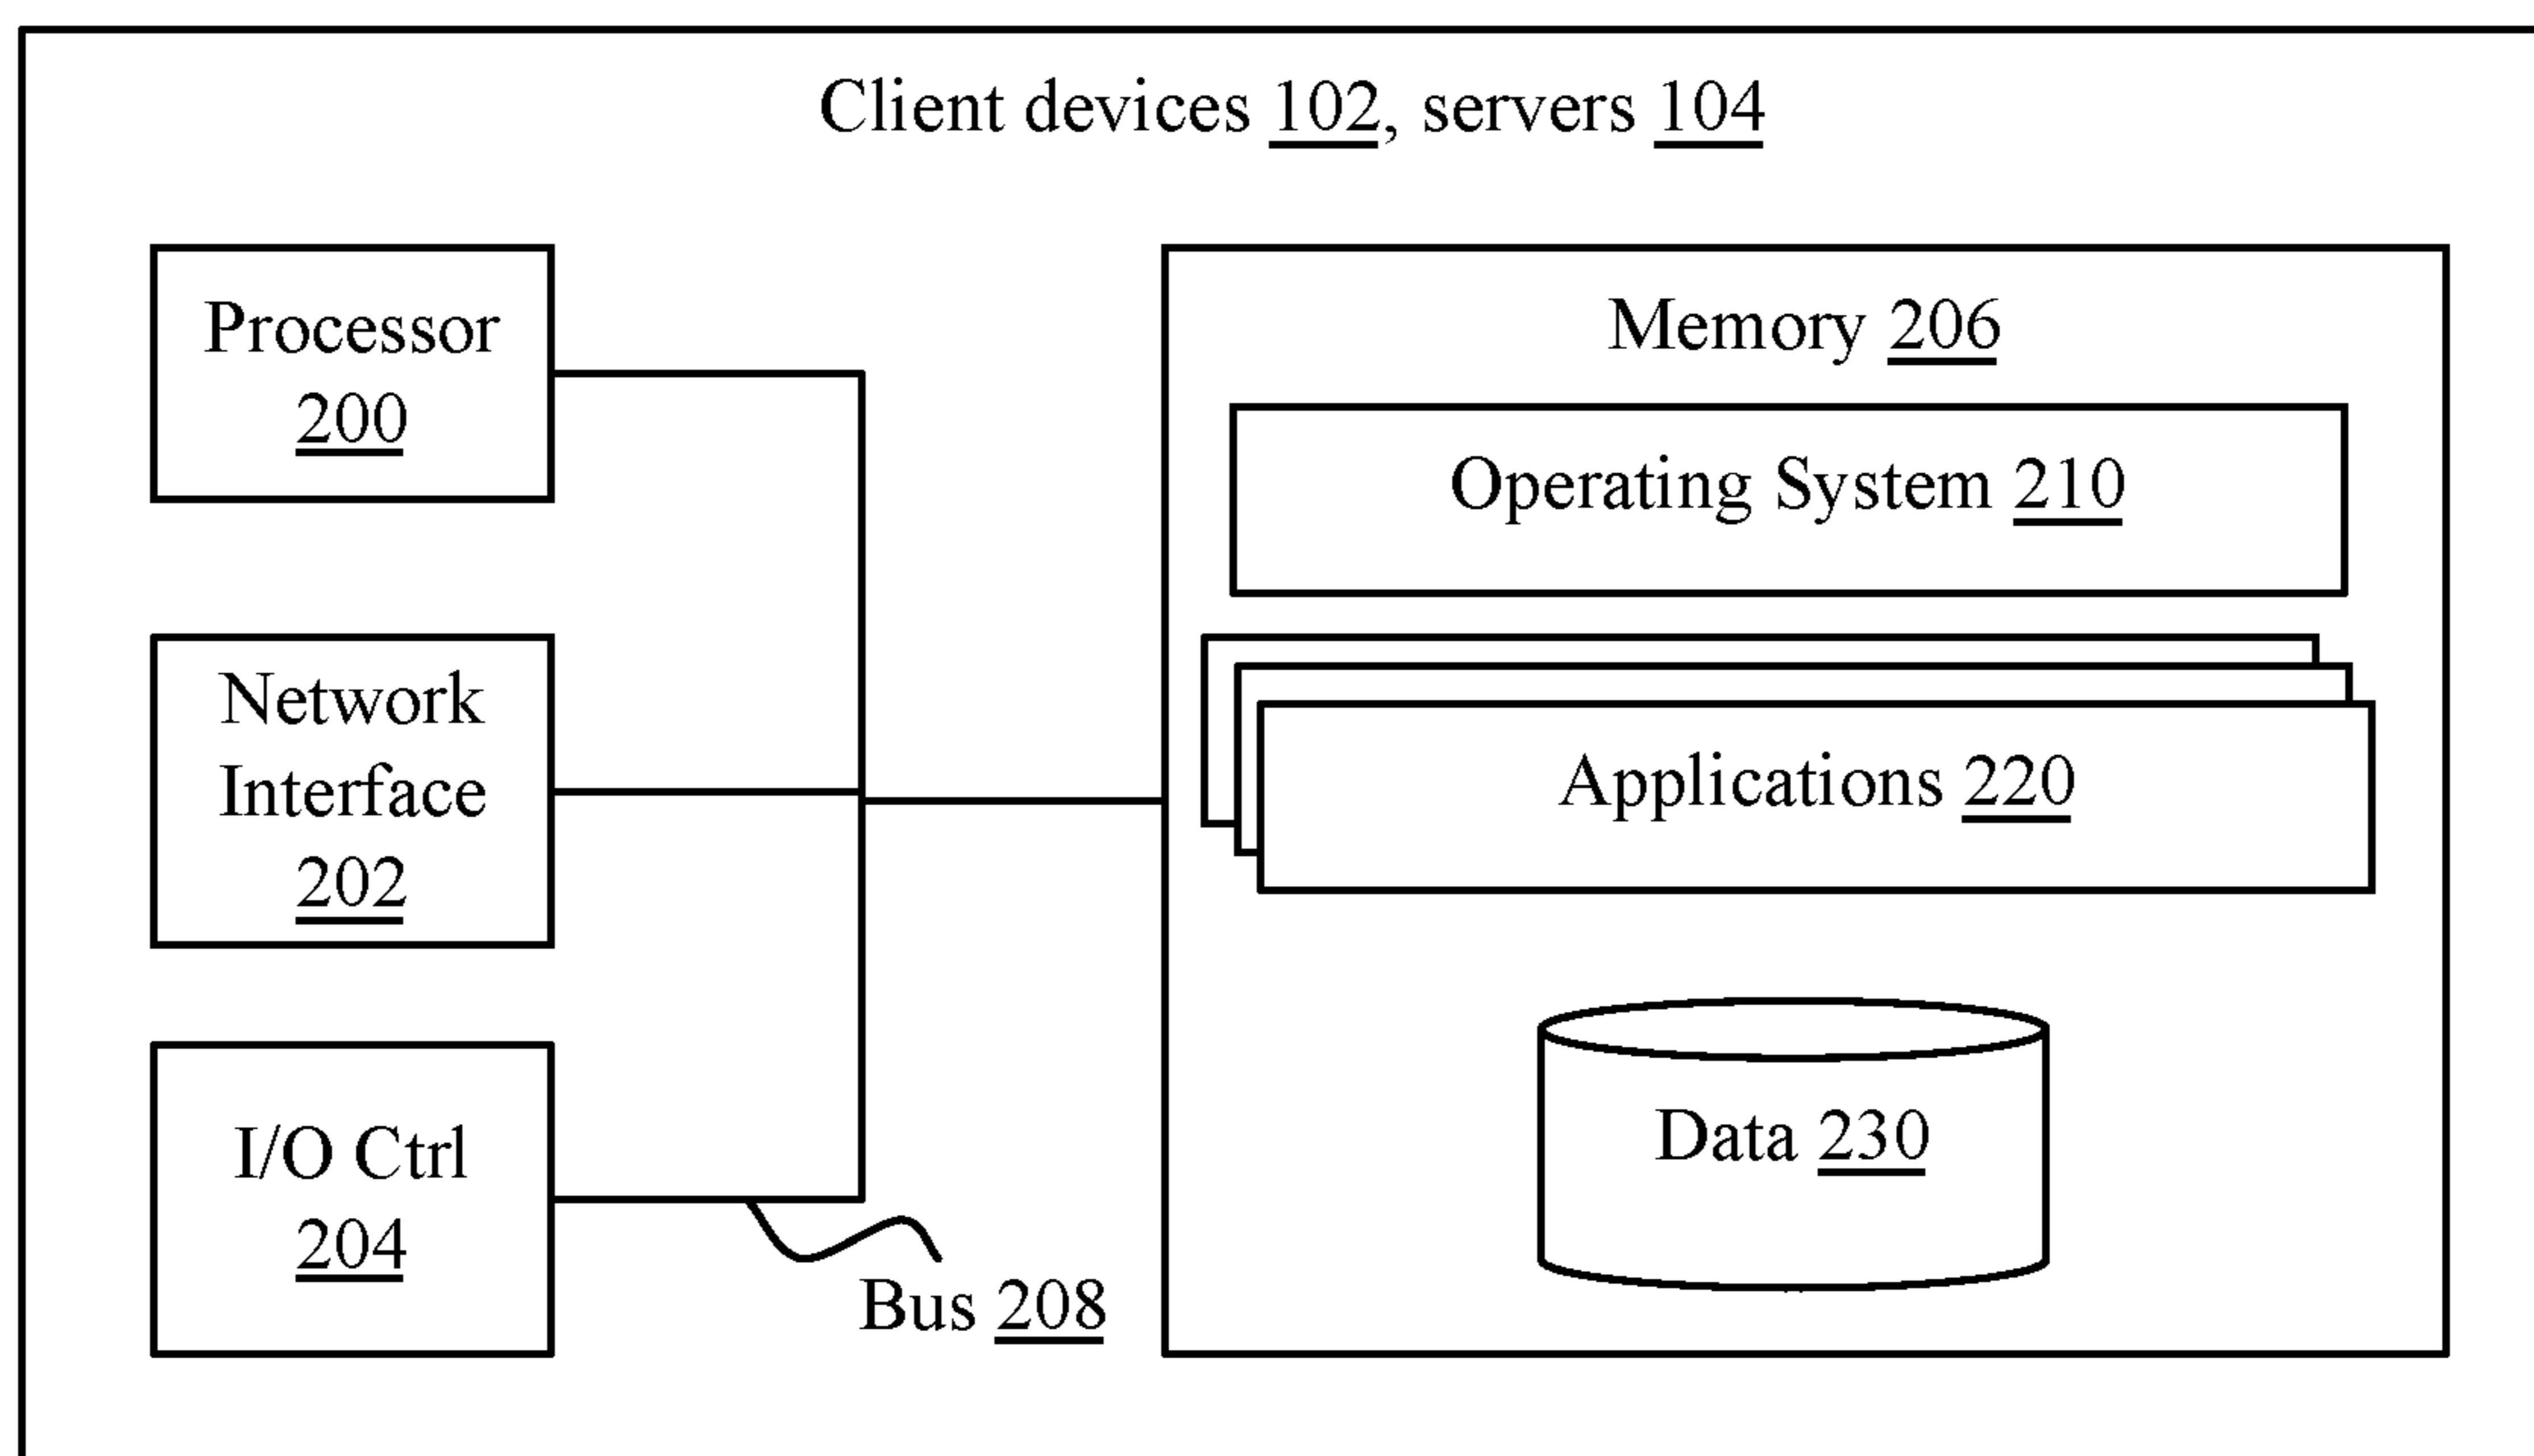 Client devices 102, servers 104
Processor
200
Network
Interface
202
I/O Ctrl
204
Bus 208
Memory 206
Operating System 210
Applications 220
Data 230